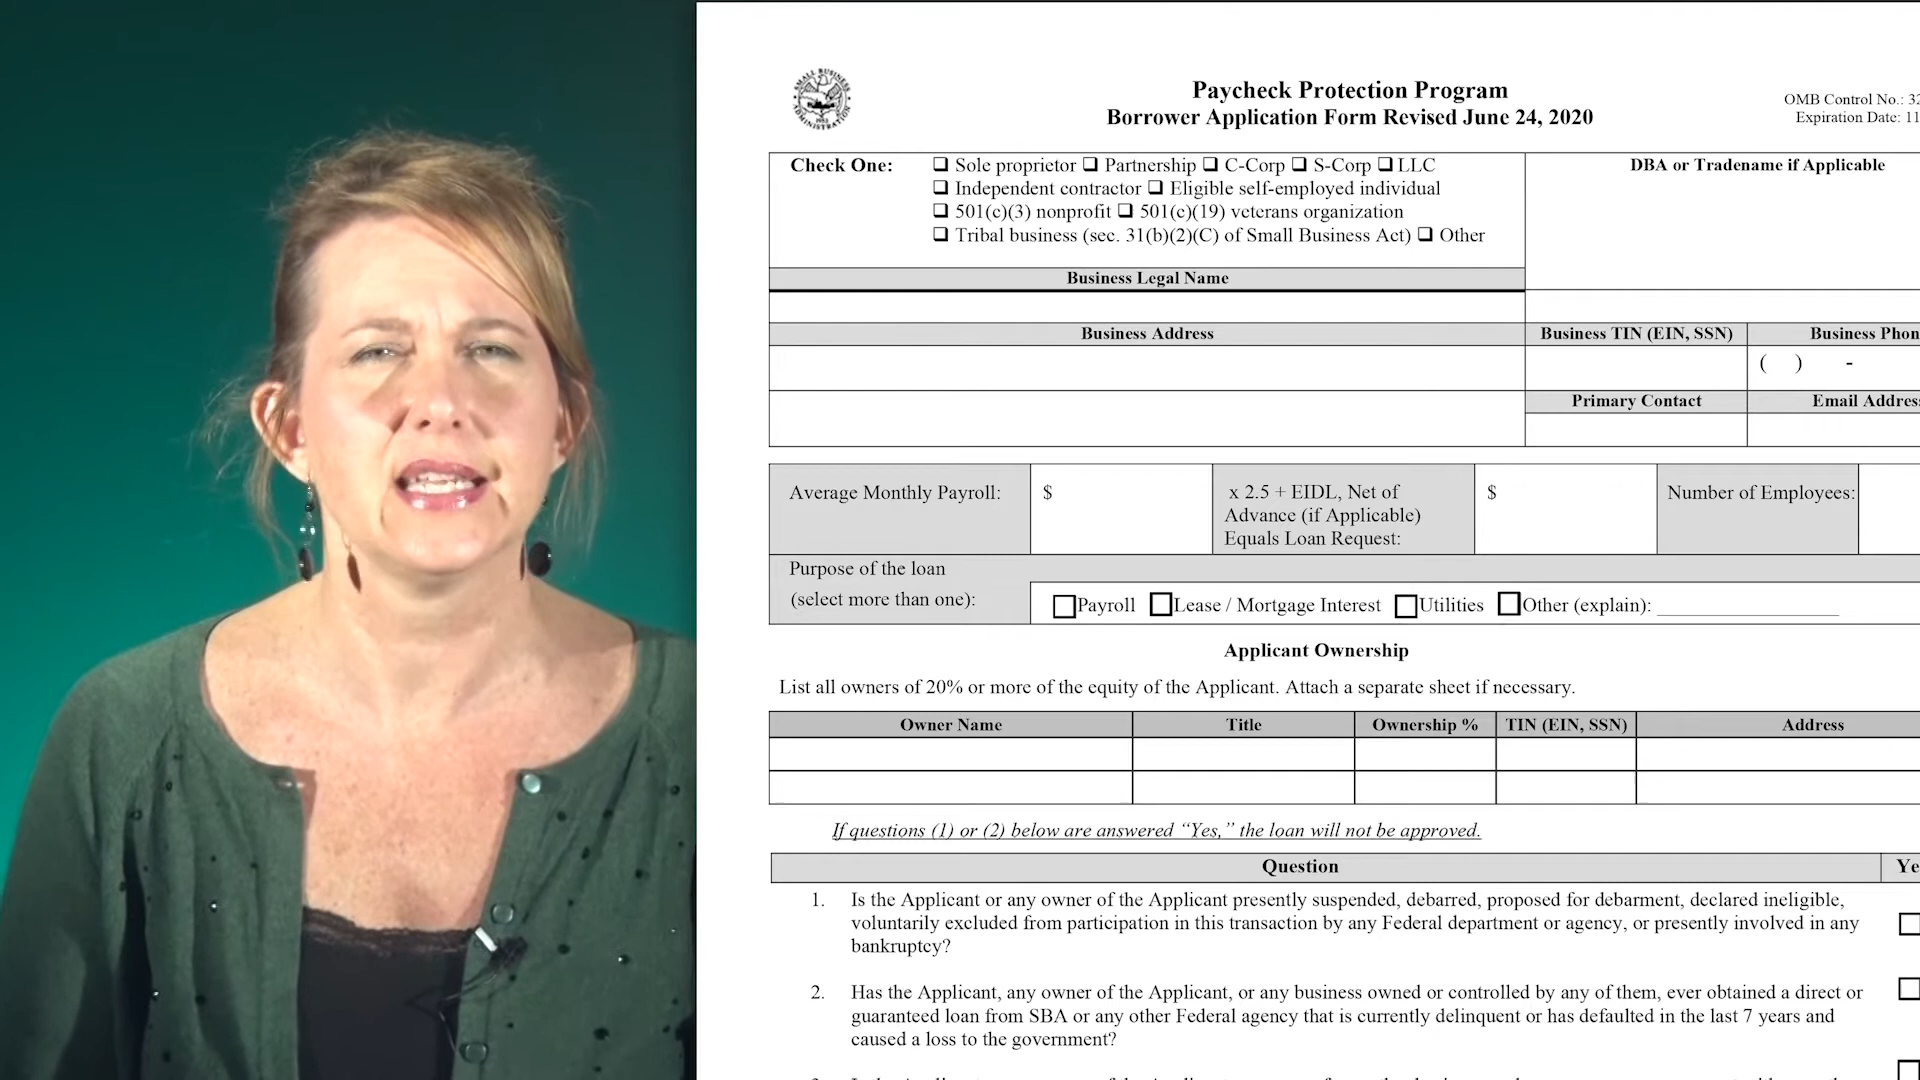 SMALL BUSINESS
ADMINISTRATION
Paycheck Protection Program
Borrower Application Form Revised June 24, 2020
OMB Control No.: 32
Expiration Date: 11
Check One:
❑ Sole proprietor ❑ Partnership ❑ C-Corp ❑ S-Corp ❑ LLC
❑ Independent contractor ❑ Eligible self-employed individual
❑ 501(c)(3) nonprofit ❑ 501(c)(19) veterans organization
❑ Tribal business (sec. 31(b)(2)(C) of Small Business Act) ❑ Other
DBA or Tradename if Applicable
Business Legal Name
Business Address
Business TIN (EIN, SSN)
Business Phon
( ) -
Primary Contact
Email Address
Average Monthly Payroll:
$
x 2.5 + EIDL, Net of
Advance (if Applicable)
Equals Loan Request:
$
Number of Employees:
Purpose of the loan
(select more than one):
☐Payroll ☐Lease / Mortgage Interest ☐Utilities ☐Other (explain): ___________________
Applicant Ownership
List all owners of 20% or more of the equity of the Applicant. Attach a separate sheet if necessary.
Owner Name
Title
Ownership %
TIN (EIN, SSN)
Address
If questions (1) or (2) below are answered “Yes,” the loan will not be approved.
Question
Ye
1. Is the Applicant or any owner of the Applicant presently suspended, debarred, proposed for debarment, declared ineligible,
voluntarily excluded from participation in this transaction by any Federal department or agency, or presently involved in any
bankruptcy?
2. Has the Applicant, any owner of the Applicant, or any business owned or controlled by any of them, ever obtained a direct or
guaranteed loan from SBA or any other Federal agency that is currently delinquent or has defaulted in the last 7 years and
caused a loss to the government?